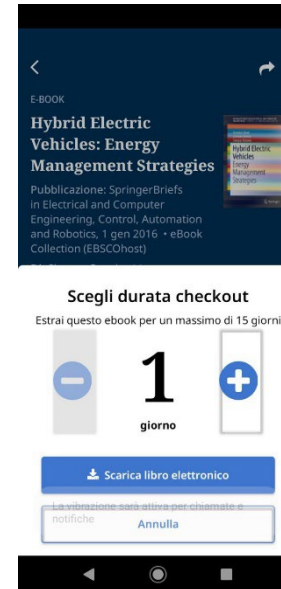 E-BOOK
Hybrid Electric
Vehicles: Energy
Management Strategies
Pubblicazione: SpringerBriefs
in Electrical and Computer
Engineering, Control, Automation
and Robotics, 1 gen 2016 • eBook
Collection (EBSCOhost)
Hybrid Electric
Vehicles
Energy
Management
Strategies
Scegli durata checkout
Estrai questo ebook per un massimo di 15 giorni
1
giorno
Scarica libro elettronico
La vibrazione sarà attiva per chiamate e
notifiche
Annulla